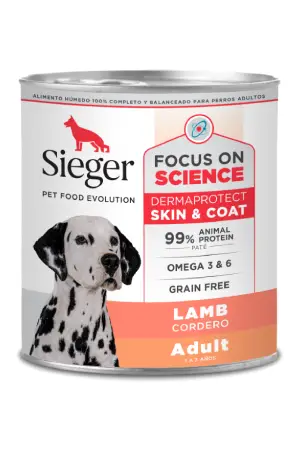 ALIMENTO HÚMEDO 100% COMPLETO Y BALANCEADO PARA PERROS ADULTOS
Sieger
PET FOOD EVOLUTION
FOCUS ON
SCIENCE
DERMAPROTECT
SKIN & COAT
99% ANIMAL
PROTEIN
PATÉ
OMEGA 3 & 6
GRAIN FREE
LAMB
CORDERO
Adult